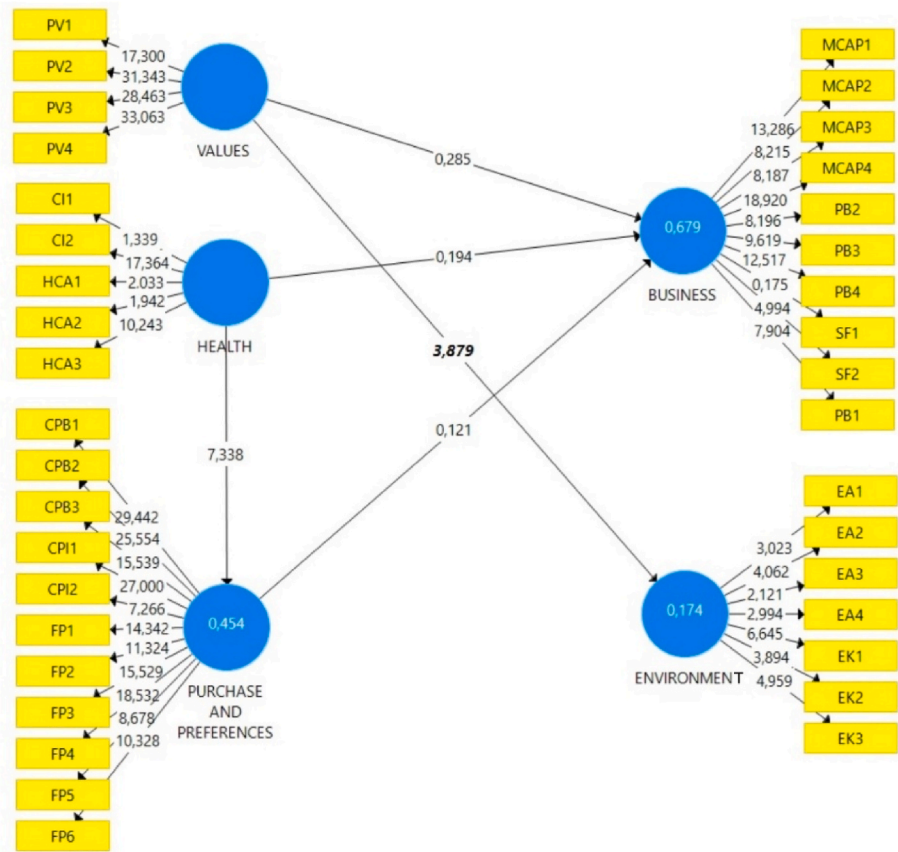 PV1
PV2
PV3
PV4
17,300
31,343
28,463
33,063
VALUES
CI1
CI2
HCA1
HCA2
HCA3
1,339
17,364
2.033
1,942
10,243
HEALTH
CPB1
CPB2
CPB3
CPI1
CPI2
FP1
FP2
FP3
FP4
FP5
FP6
29,442
25,554
15,539
27,000
7,266
14,342
11,324
15,529
18,532
8,678
10,328
0,454
PURCHASE
AND
PREFERENCES
0,285
0,194
3,879
0,121
7,338
0,679
BUSINESS
13,286
8,215
8,187
18,920
8,196
9,619
12,517
0,175
4,994
7,904
MCAP1
MCAP2
MCAP3
MCAP4
PB2
PB3
PB4
SF1
SF2
PB1
0,174
ENVIRONMENT
3,023
4,062
2,121
2,994
6,645
3,894
4,959
EA1
EA2
EA3
EA4
EK1
EK2
EK3